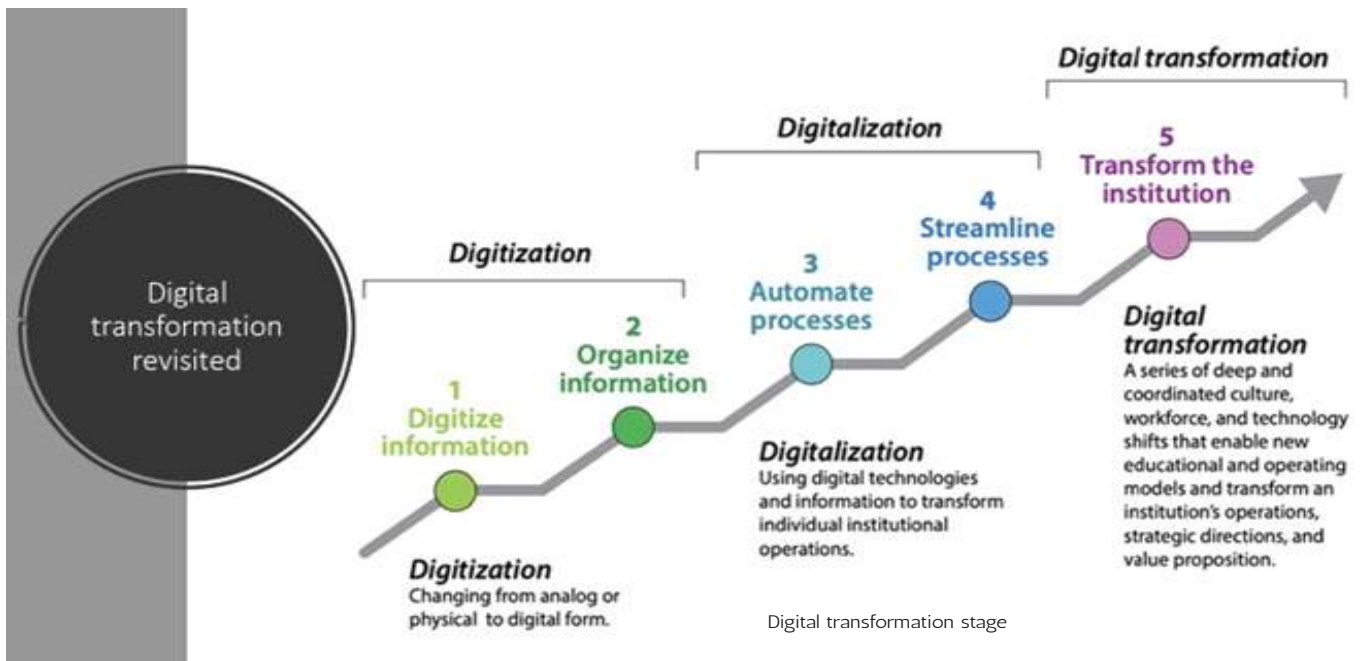 Digital
transformation
revisited
Digitization
1
Digitize
information
2
Organize
information
Digitization
Changing from analog or
physical to digital form.
Digitalization
3
Automate
processes
4
Streamline
processes
Digitalization
Using digital technologies
and information to transform
individual institutional
operations.
Digital transformation
5
Transform the
institution
Digital
transformation
A series of deep and
coordinated culture,
workforce, and technology
shifts that enable new
educational and operating
models and transform an
institution's operations,
strategic directions, and
value proposition.
Digital transformation stage